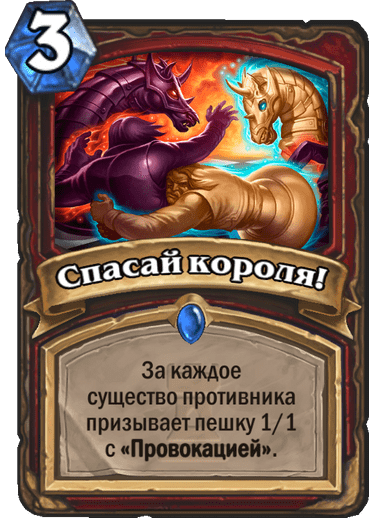 3
Спасай короля!
За каждое
существо противника
призывает пешку 1/1
с «Провокацией».